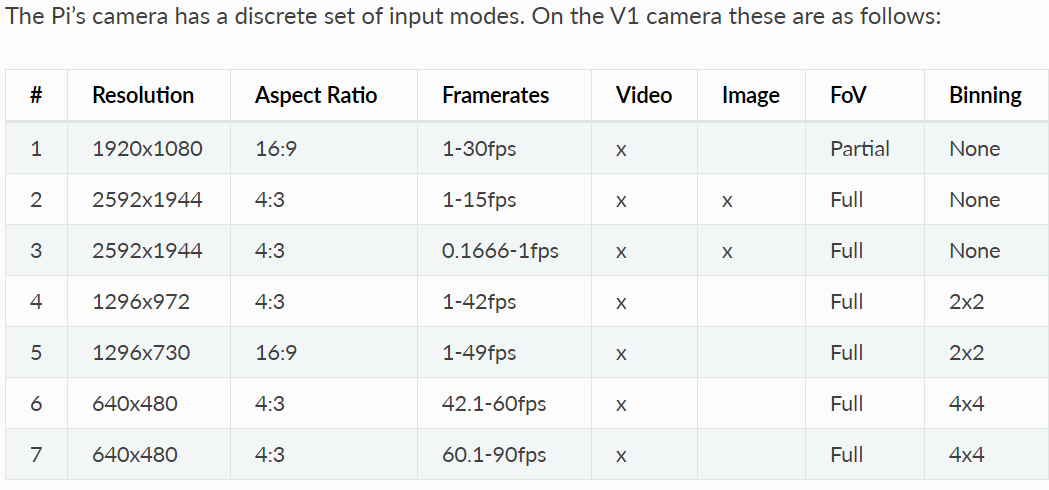 The Pi’s camera has a discrete set of input modes. On the V1 camera these are as follows:
# Resolution Aspect Ratio Framerates Video Image FoV Binning
1 1920x1080 16:9 1-30fps x Partial None
2 2592x1944 4:3 1-15fps x x Full None
3 2592x1944 4:3 0.1666-1fps x x Full None
4 1296x972 4:3 1-42fps x Full 2x2
5 1296x730 16:9 1-49fps x Full 2x2
6 640x480 4:3 42.1-60fps x Full 4x4
7 640x480 4:3 60.1-90fps x Full 4x4